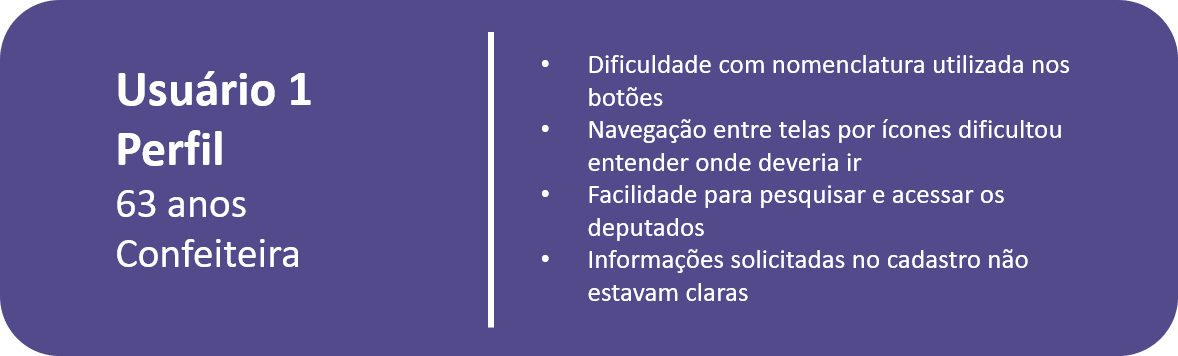 Usuário 1
Perfil
63 anos
Confeiteira
• Dificuldade com nomenclatura utilizada nos
botões
• Navegação entre telas por ícones dificultou
entender onde deveria ir
• Facilidade para pesquisar e acessar os
deputados
• Informações solicitadas no cadastro não
estavam claras